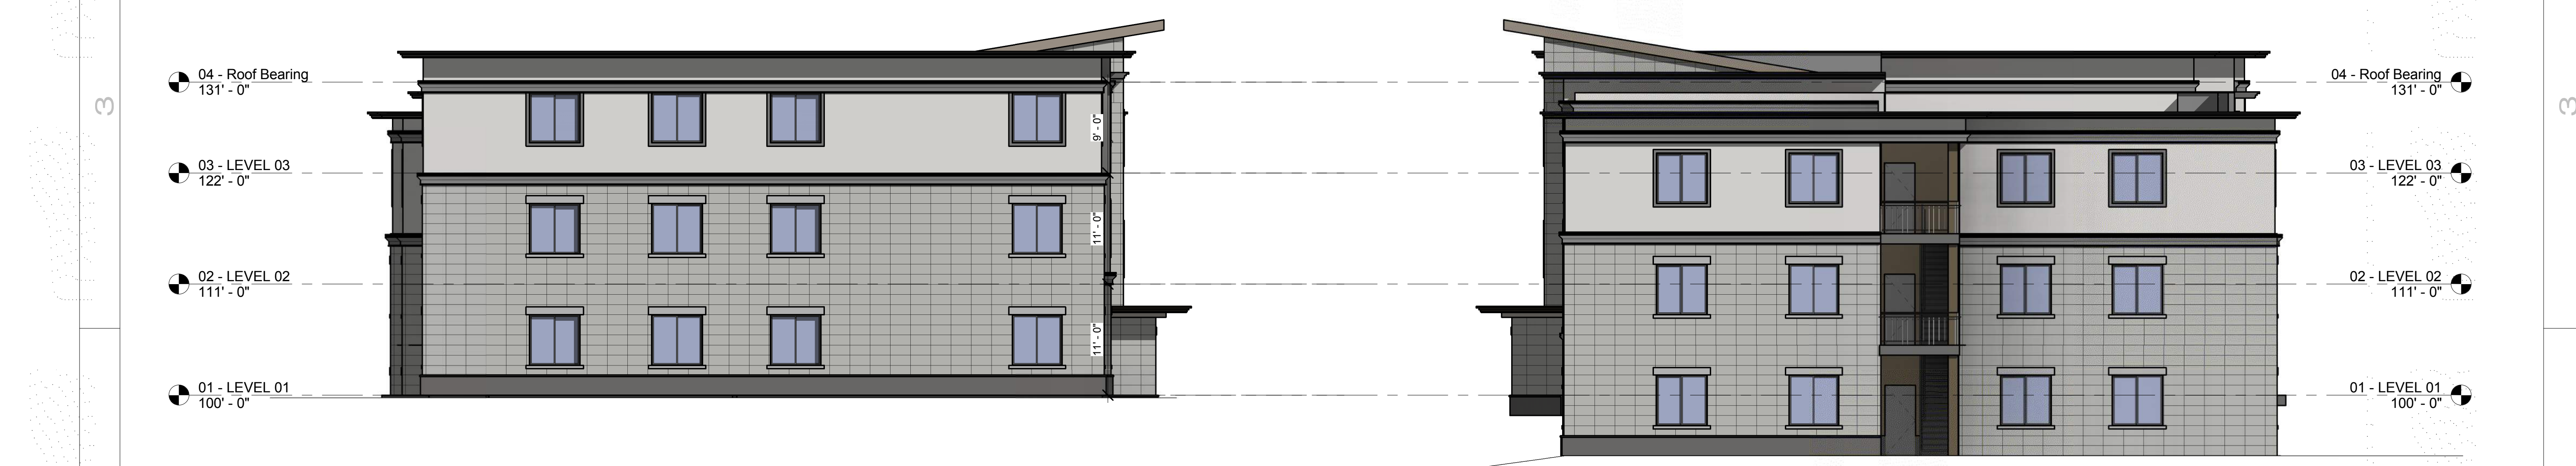 04 - Roof Bearing
131' - 0"
03 - LEVEL 03
122' - 0"
02 - LEVEL 02
111' - 0"
01 - LEVEL 01
100' - 0"
3
9' - 0"
11' - 0"
11' - 0"
04 - Roof Bearing
131' - 0"
03 - LEVEL 03
122' - 0"
02 - LEVEL 02
111' - 0"
01 - LEVEL 01
100' - 0"
3